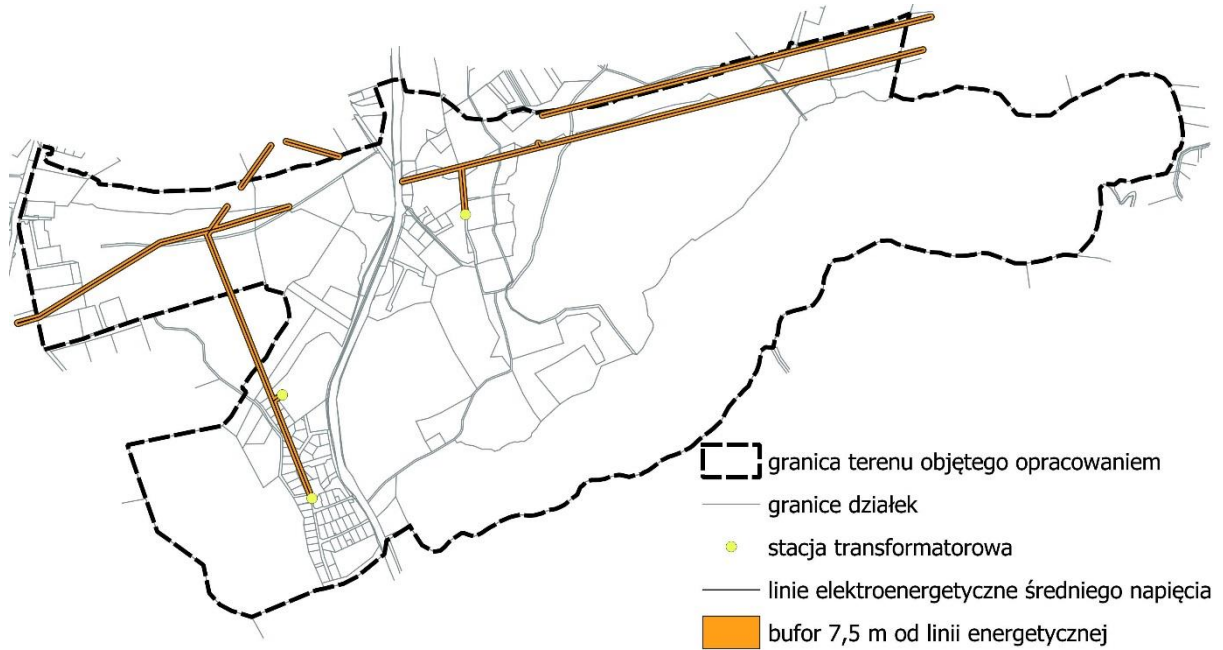 granica terenu objętego opracowaniem
granice działek
stacja transformatorowa
linie elektroenergetyczne średniego napięcia
bufor 7,5 m od linii energetycznej